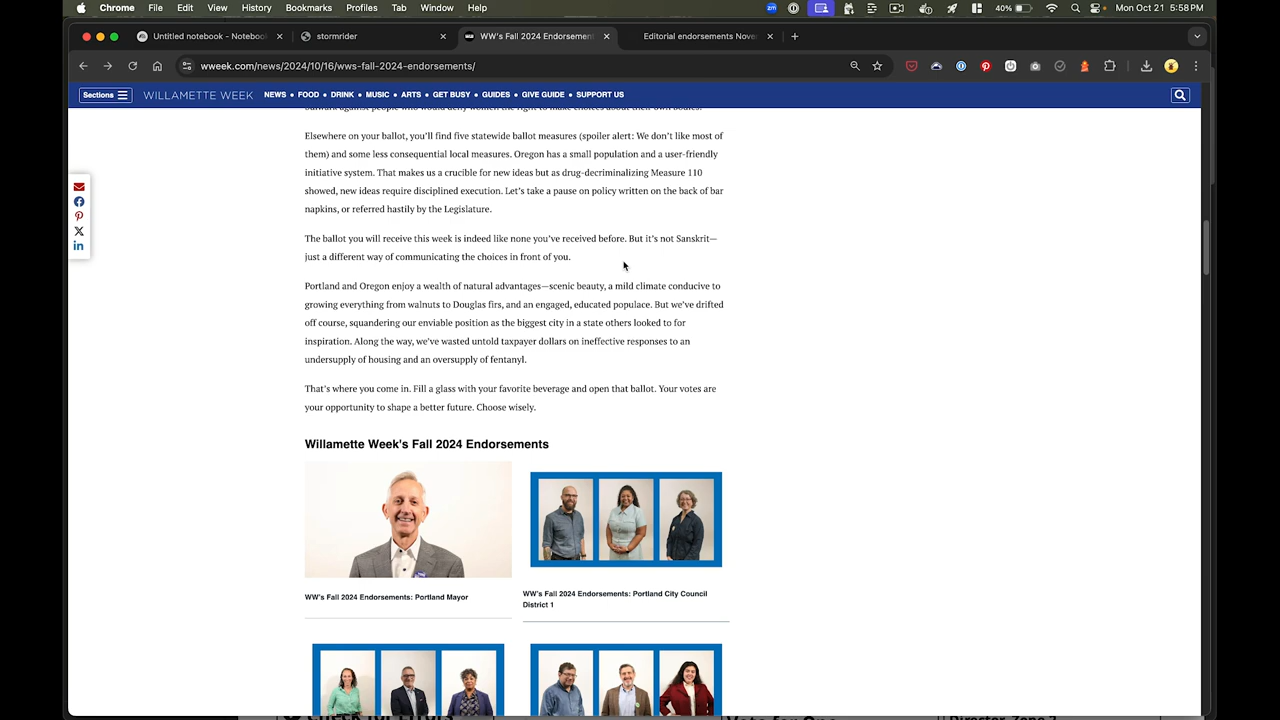 Chrome File Edit View History Bookmarks Profiles Tab Window Help 40% Mon Oct 21 5:58 PM
Untitled notebook - Notebook stormrider WW's Fall 2024 Endorsement Editorial endorsements Nove
wweek.com/news/2024/10/16/wws-fall-2024-endorsements/
Sections WILLAMETTE WEEK NEWS • FOOD • DRINK • MUSIC • ARTS • GET BUSY • GUIDES • GIVE GUIDE • SUPPORT US
Elsewhere on your ballot, you'll find five statewide ballot measures (spoiler alert: We don't like most of
them) and some less consequential local measures. Oregon has a small population and a user-friendly
initiative system. That makes us a crucible for new ideas but as drug-decriminalizing Measure 110
showed, new ideas require disciplined execution. Let's take a pause on policy written on the back of bar
napkins, or referred hastily by the Legislature.
The ballot you will receive this week is indeed like none you've received before. But it's not Sanskrit—
just a different way of communicating the choices in front of you.
Portland and Oregon enjoy a wealth of natural advantages—scenic beauty, a mild climate conducive to
growing everything from walnuts to Douglas firs, and an engaged, educated populace. But we've drifted
off course, squandering our enviable position as the biggest city in a state others looked to for
inspiration. Along the way, we've wasted untold taxpayer dollars on ineffective responses to an
undersupply of housing and an oversupply of fentanyl.
That's where you come in. Fill a glass with your favorite beverage and open that ballot. Your votes are
your opportunity to shape a better future. Choose wisely.
Willamette Week's Fall 2024 Endorsements
WW's Fall 2024 Endorsements: Portland Mayor
WW's Fall 2024 Endorsements: Portland City Council
District 1